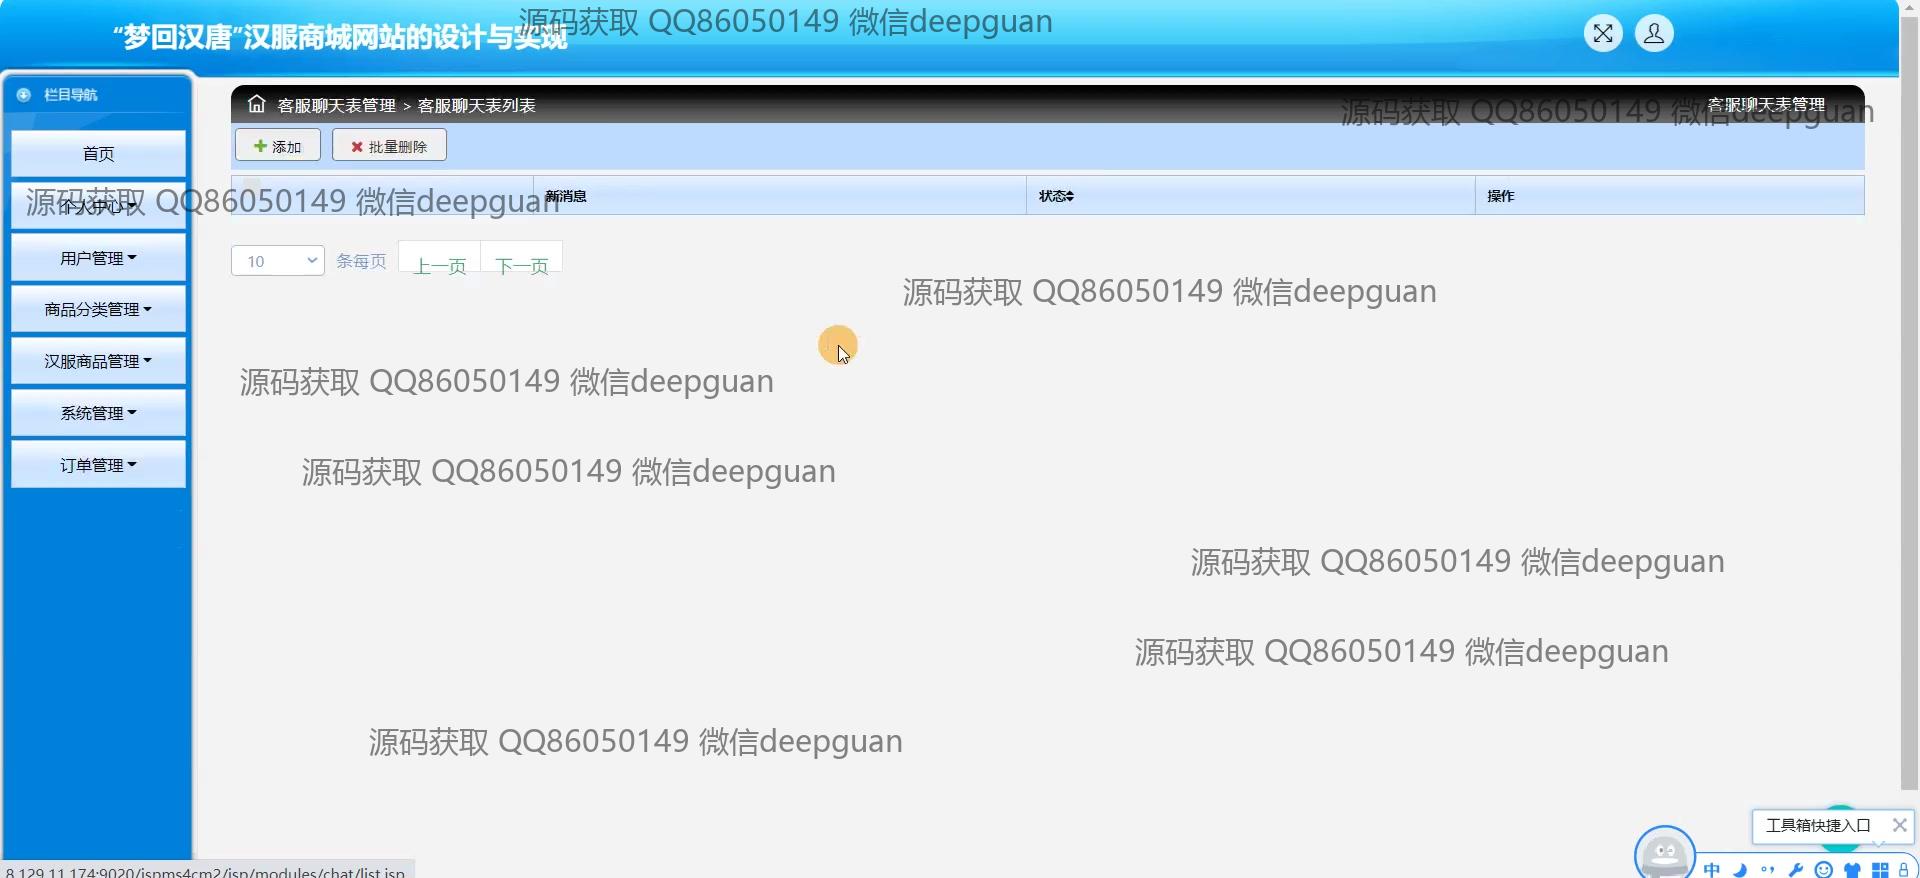 “梦回汉唐”汉服商城网站的设计与实现
源码获取 QQ86050149 微信deepguan
栏目导航
客服聊天表管理 > 客服聊天表列表
客服聊天表管理
源码获取 QQ86050149 微信deepguan
添加
批量删除
首页
新消息
状态
操作
个人中心
源码获取 QQ86050149 微信deepguan
用户管理
10
条每页
上一页
下一页
源码获取 QQ86050149 微信deepguan
商品分类管理
汉服商品管理
源码获取 QQ86050149 微信deepguan
系统管理
订单管理
源码获取 QQ86050149 微信deepguan
源码获取 QQ86050149 微信deepguan
源码获取 QQ86050149 微信deepguan
源码获取 QQ86050149 微信deepguan
工具箱快捷入口
8.129.11.174:9020/jspms4cm2/jsp/modules/chat/list.jsp
中